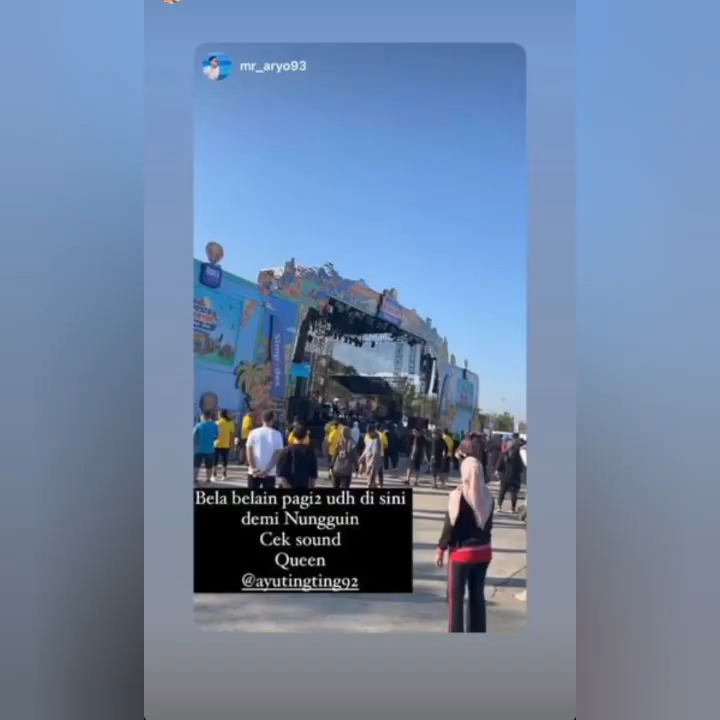 mr_aryo93
Bela belain pagi2 udh di sini
demi Nungguin
Cek sound
Queen
@ayutingting92